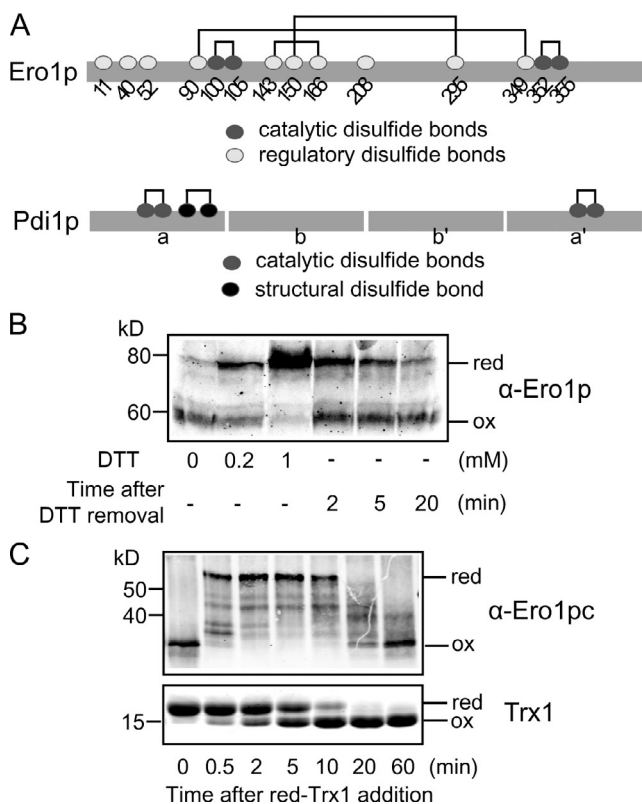 A
Ero1p
11 40 52 90 100 105 143 150 166 208 295 349 352 355
catalytic disulfide bonds
regulatory disulfide bonds
Pdi1p
a b b' a'
catalytic disulfide bonds
structural disulfide bond
B
kD
80 red
α-Ero1p
60 ox
DTT 0 0.2 1 - - - (mM)
Time after
DTT removal - - - 2 5 20 (min)
C
kD
red
50
α-Ero1pc
40
ox
red
Trx1
15 ox
0 0.5 2 5 10 20 60 (min)
Time after red-Trx1 addition